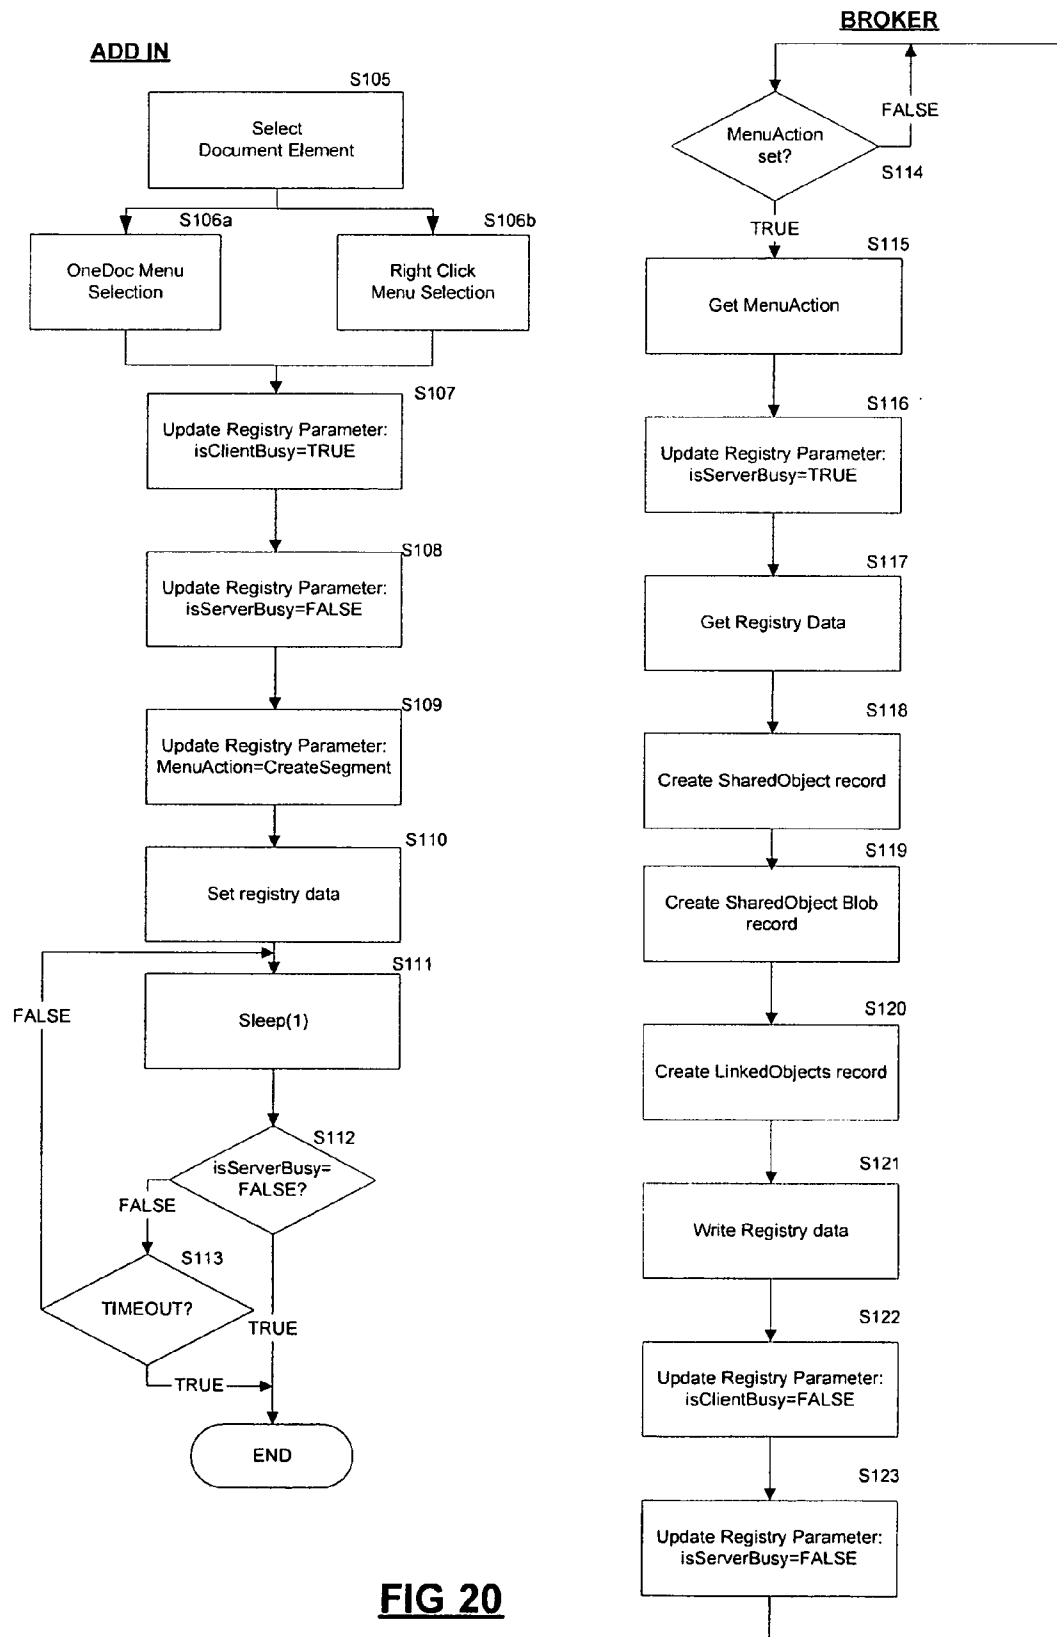 ADD IN
S105
Select
Document Element
S106a
OneDoc Menu
Selection
S106b
Right Click
Menu Selection
S107
Update Registry Parameter:
isClientBusy=TRUE
S108
Update Registry Parameter:
isServerBusy=FALSE
S109
Update Registry Parameter:
MenuAction=CreateSegment
S110
Set registry data
S111
Sleep(1)
FALSE
S112
isServerBusy=
FALSE?
FALSE
S113
TIMEOUT?
TRUE
TRUE
END
BROKER
MenuAction
set?
FALSE
S114
TRUE
S115
Get MenuAction
S116
Update Registry Parameter:
isServerBusy=TRUE
S117
Get Registry Data
S118
Create SharedObject record
S119
Create SharedObject Blob
record
S120
Create LinkedObjects record
S121
Write Registry data
S122
Update Registry Parameter:
isClientBusy=FALSE
S123
Update Registry Parameter:
isServerBusy=FALSE
FIG 20